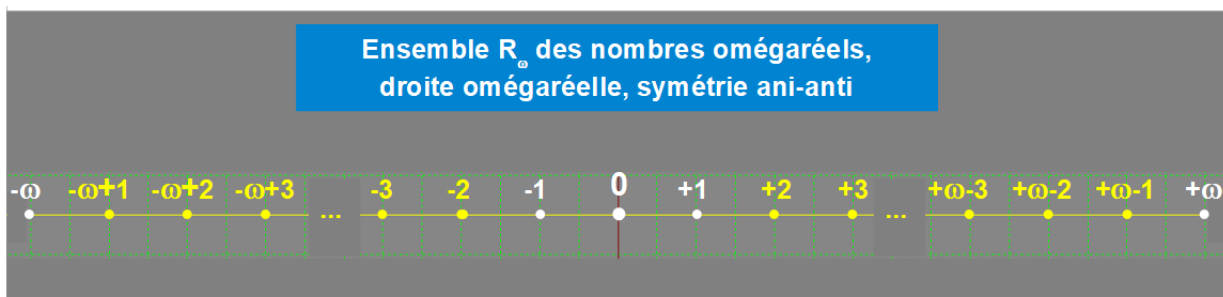 Ensemble R_ω des nombres omégaréels,
droite omégaréelle, symétrie ani-anti
-ω -ω+1 -ω+2 -ω+3 ... -3 -2 -1 0 +1 +2 +3 ... +ω-3 +ω-2 +ω-1 +ω